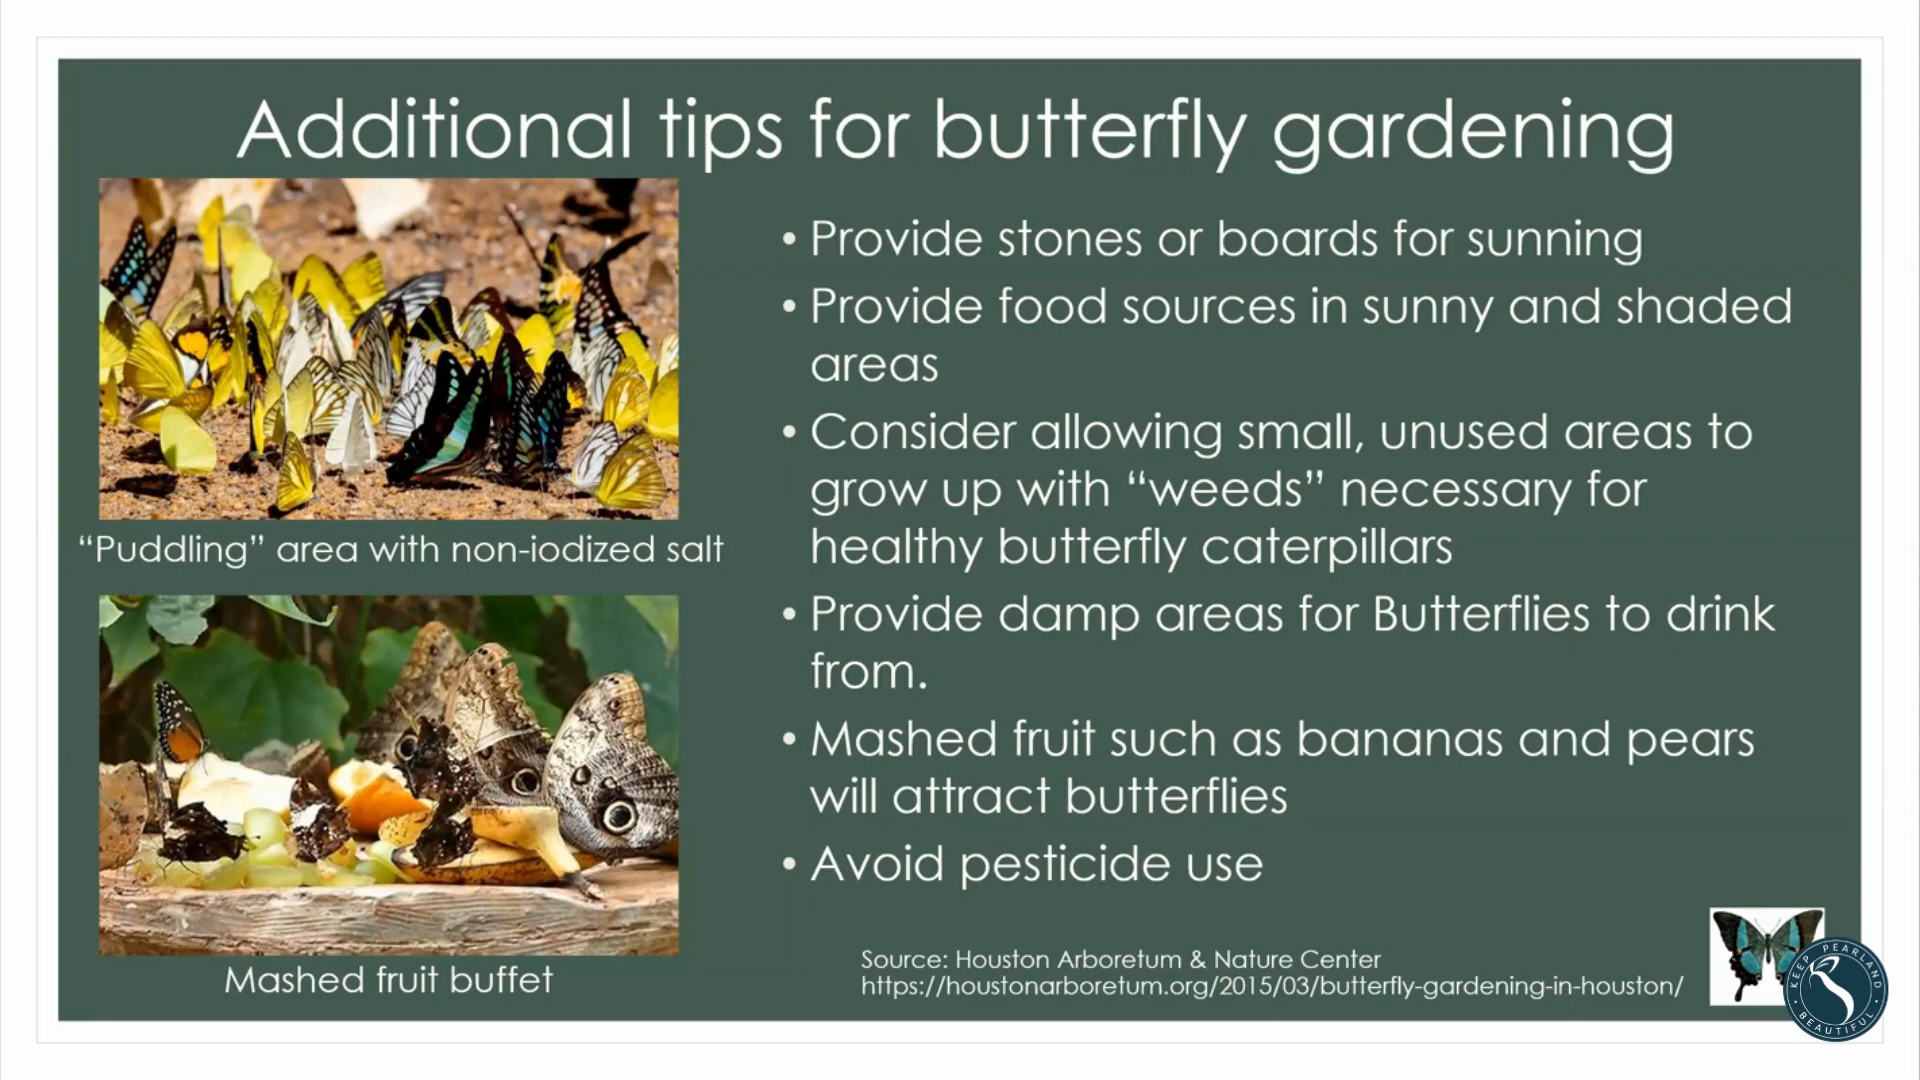 Additional tips for butterfly gardening
• Provide stones or boards for sunning
• Provide food sources in sunny and shaded
areas
• Consider allowing small, unused areas to
grow up with “weeds” necessary for
healthy butterfly caterpillars
• Provide damp areas for Butterflies to drink
from.
• Mashed fruit such as bananas and pears
will attract butterflies
• Avoid pesticide use
“Puddling” area with non-iodized salt
Mashed fruit buffet
Source: Houston Arboretum & Nature Center
https://houstonarboretum.org/2015/03/butterfly-gardening-in-houston/
KEEP PEARLAND
BEAUTIFUL